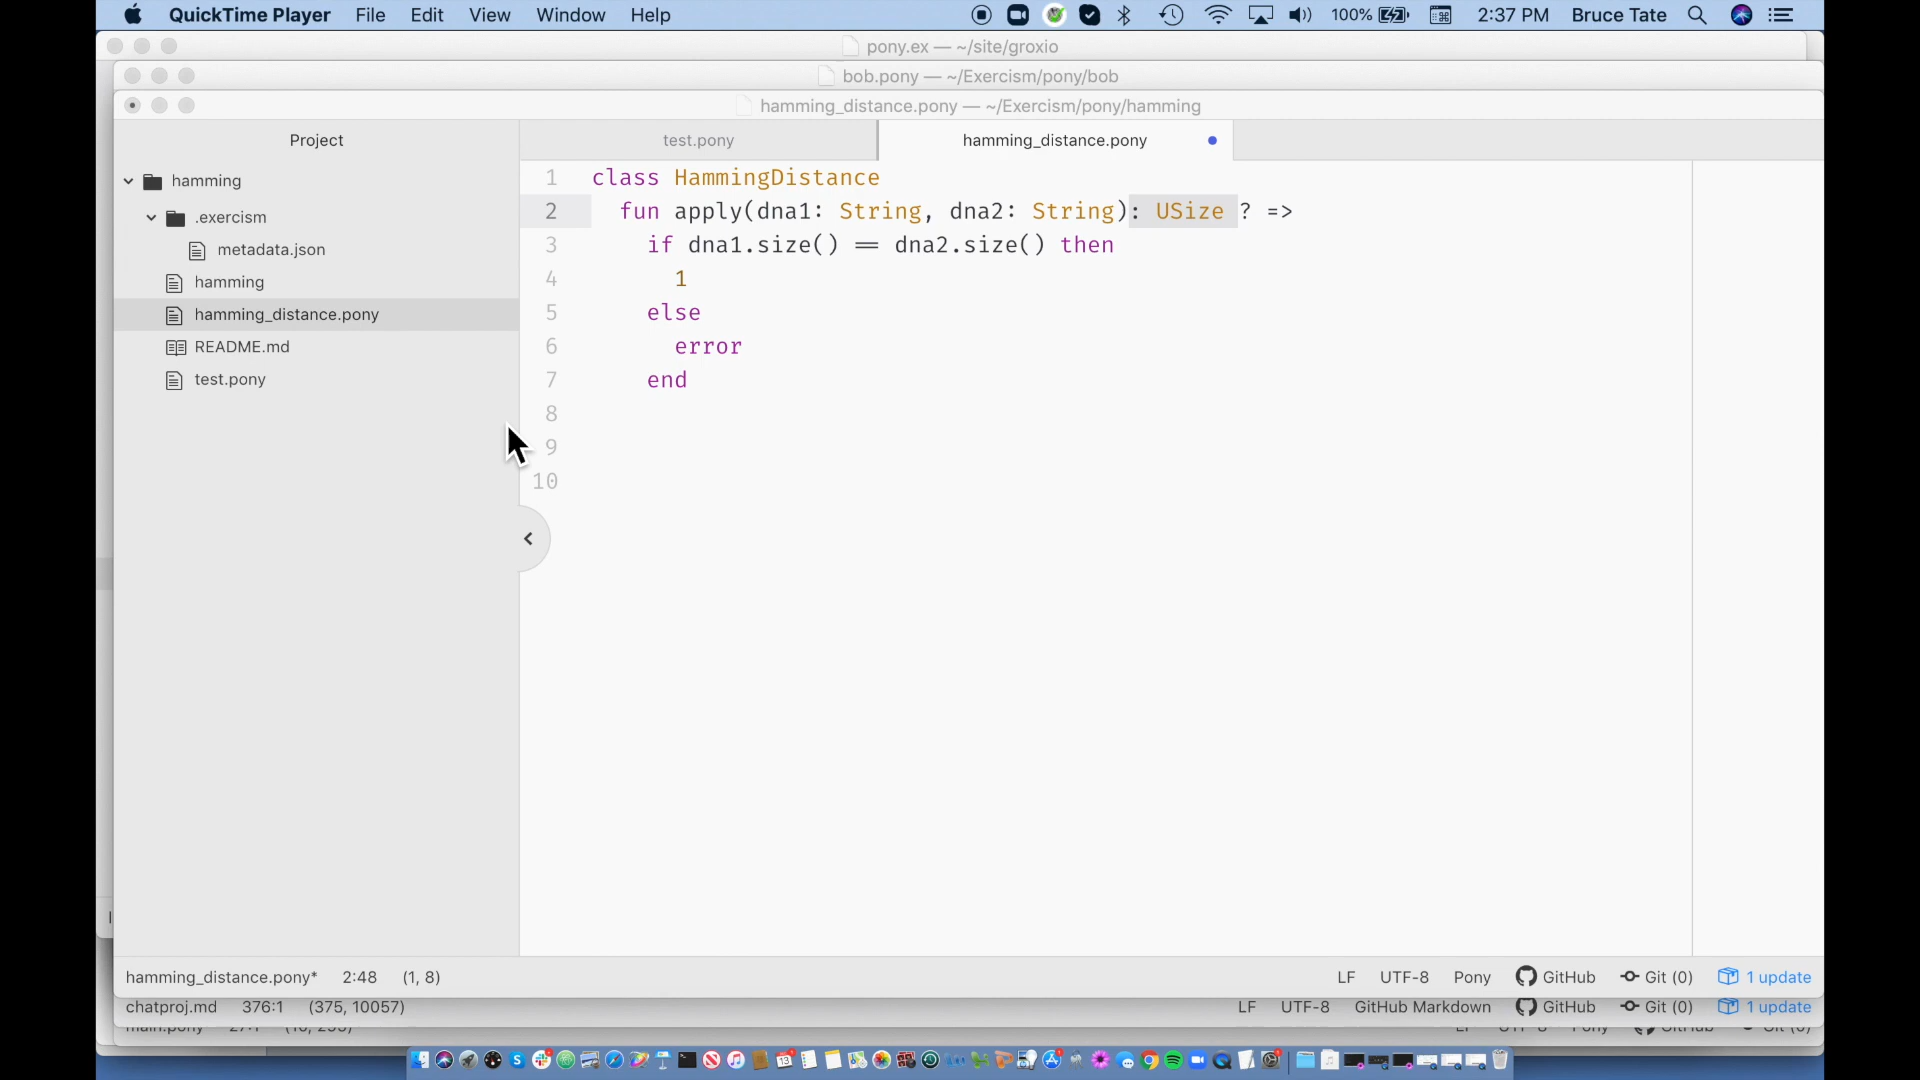 QuickTime Player File Edit View Window Help 100% 2:37 PM Bruce Tate
pony.ex — ~/site/groxio
bob.pony — ~/Exercism/pony/bob
hamming_distance.pony — ~/Exercism/pony/hamming
Project
test.pony
hamming_distance.pony
hamming
.exercism
metadata.json
hamming
hamming_distance.pony
README.md
test.pony
1 class HammingDistance
2 fun apply(dna1: String, dna2: String): USize ? =>
3 if dna1.size() == dna2.size() then
4 1
5 else
6 error
7 end
8
9
10
hamming_distance.pony* 2:48 (1, 8) LF UTF-8 Pony GitHub Git (0) 1 update
chatproj.md 376:1 (375, 10057) LF UTF-8 GitHub Markdown GitHub Git (0) 1 update